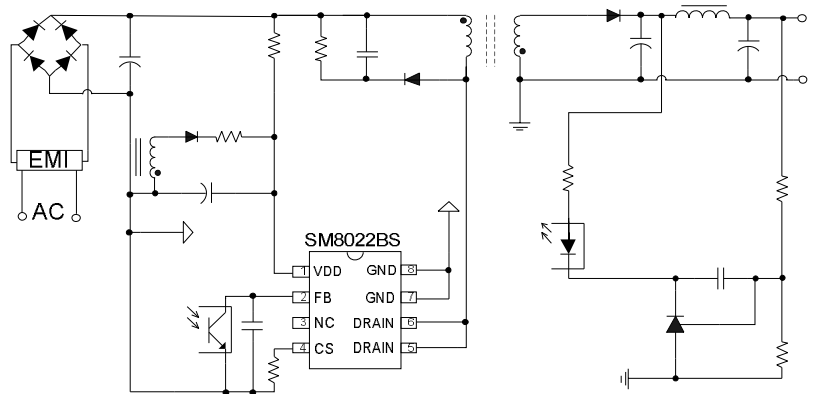 EMI
AC
SM8022BS
1 VDD GND 8
2 FB GND 7
3 NC DRAIN 6
4 CS DRAIN 5